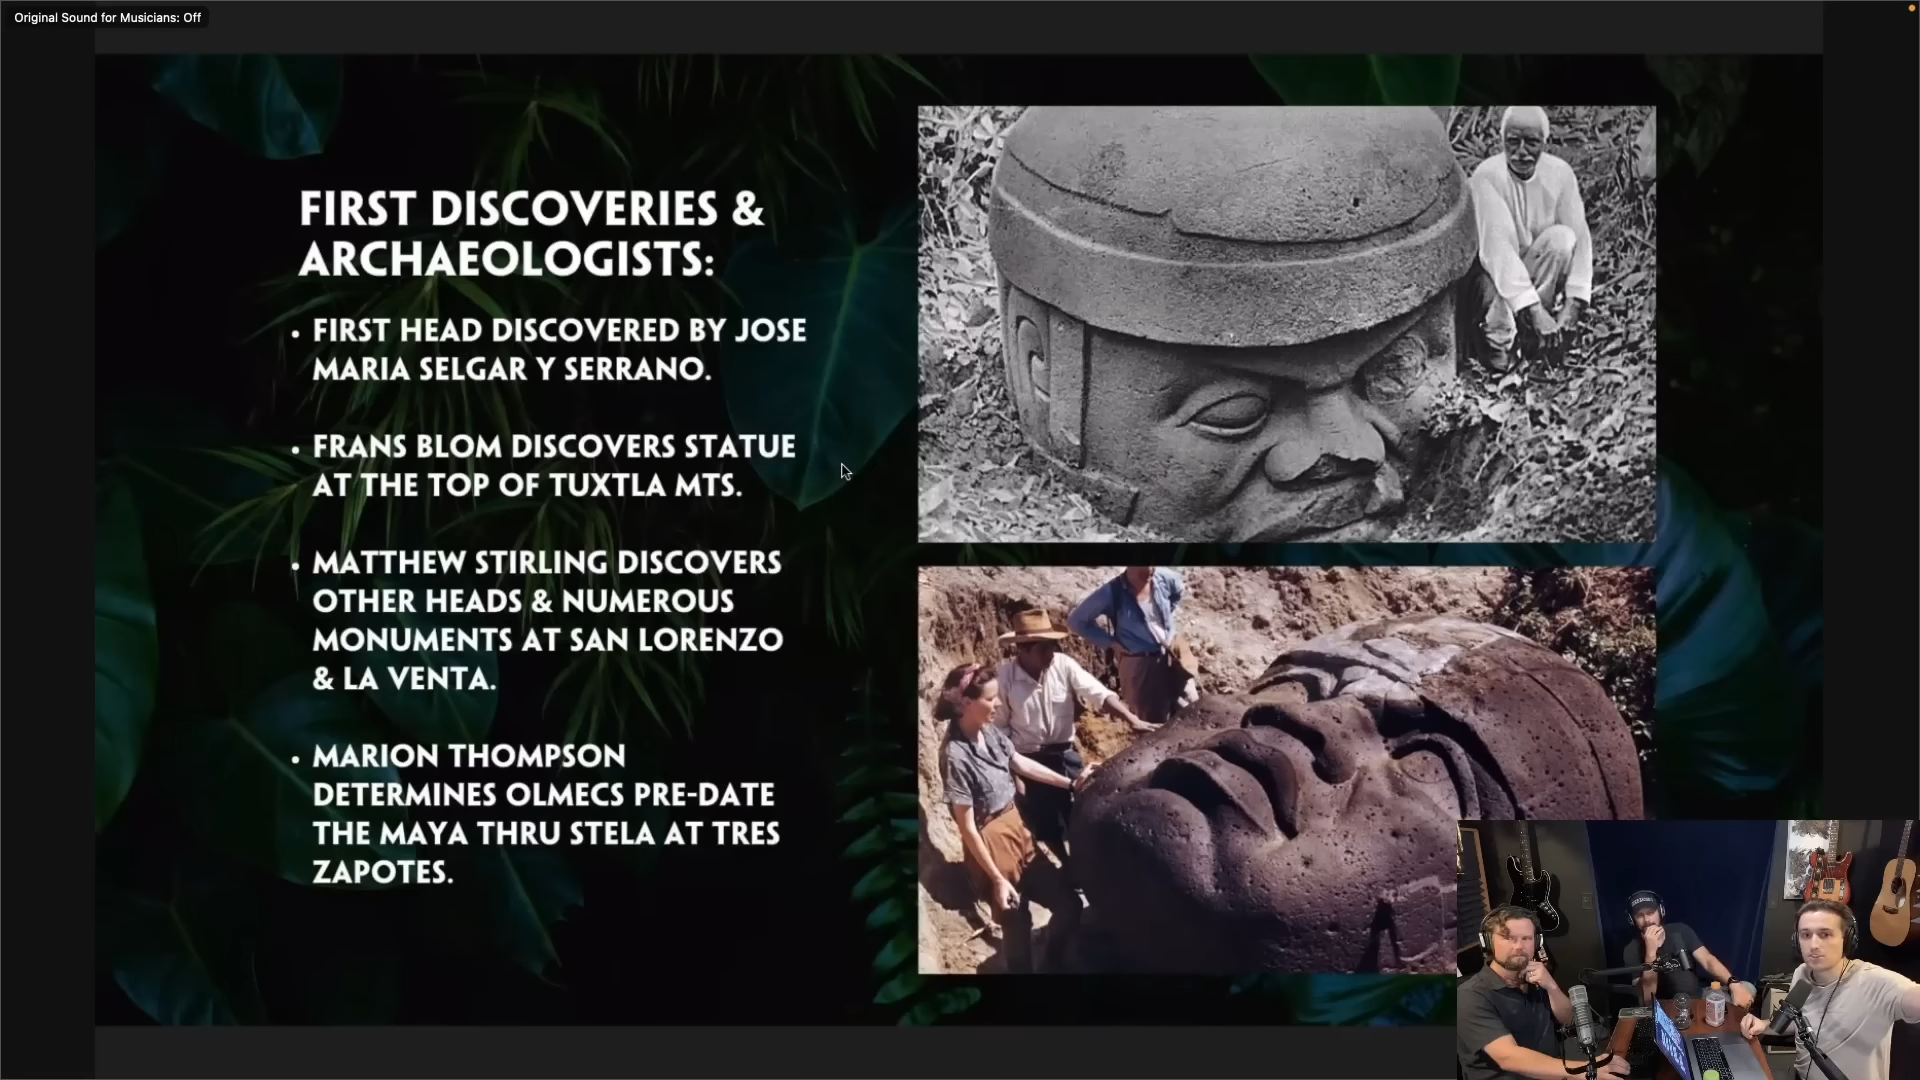 Original Sound for Musicians: Off
FIRST DISCOVERIES &
ARCHAEOLOGISTS:
• FIRST HEAD DISCOVERED BY JOSE
MARIA SELGAR Y SERRANO.
• FRANS BLOM DISCOVERS STATUE
AT THE TOP OF TUXTLA MTS.
• MATTHEW STIRLING DISCOVERS
OTHER HEADS & NUMEROUS
MONUMENTS AT SAN LORENZO
& LA VENTA.
• MARION THOMPSON
DETERMINES OLMECS PRE-DATE
THE MAYA THRU STELA AT TRES
ZAPOTES.